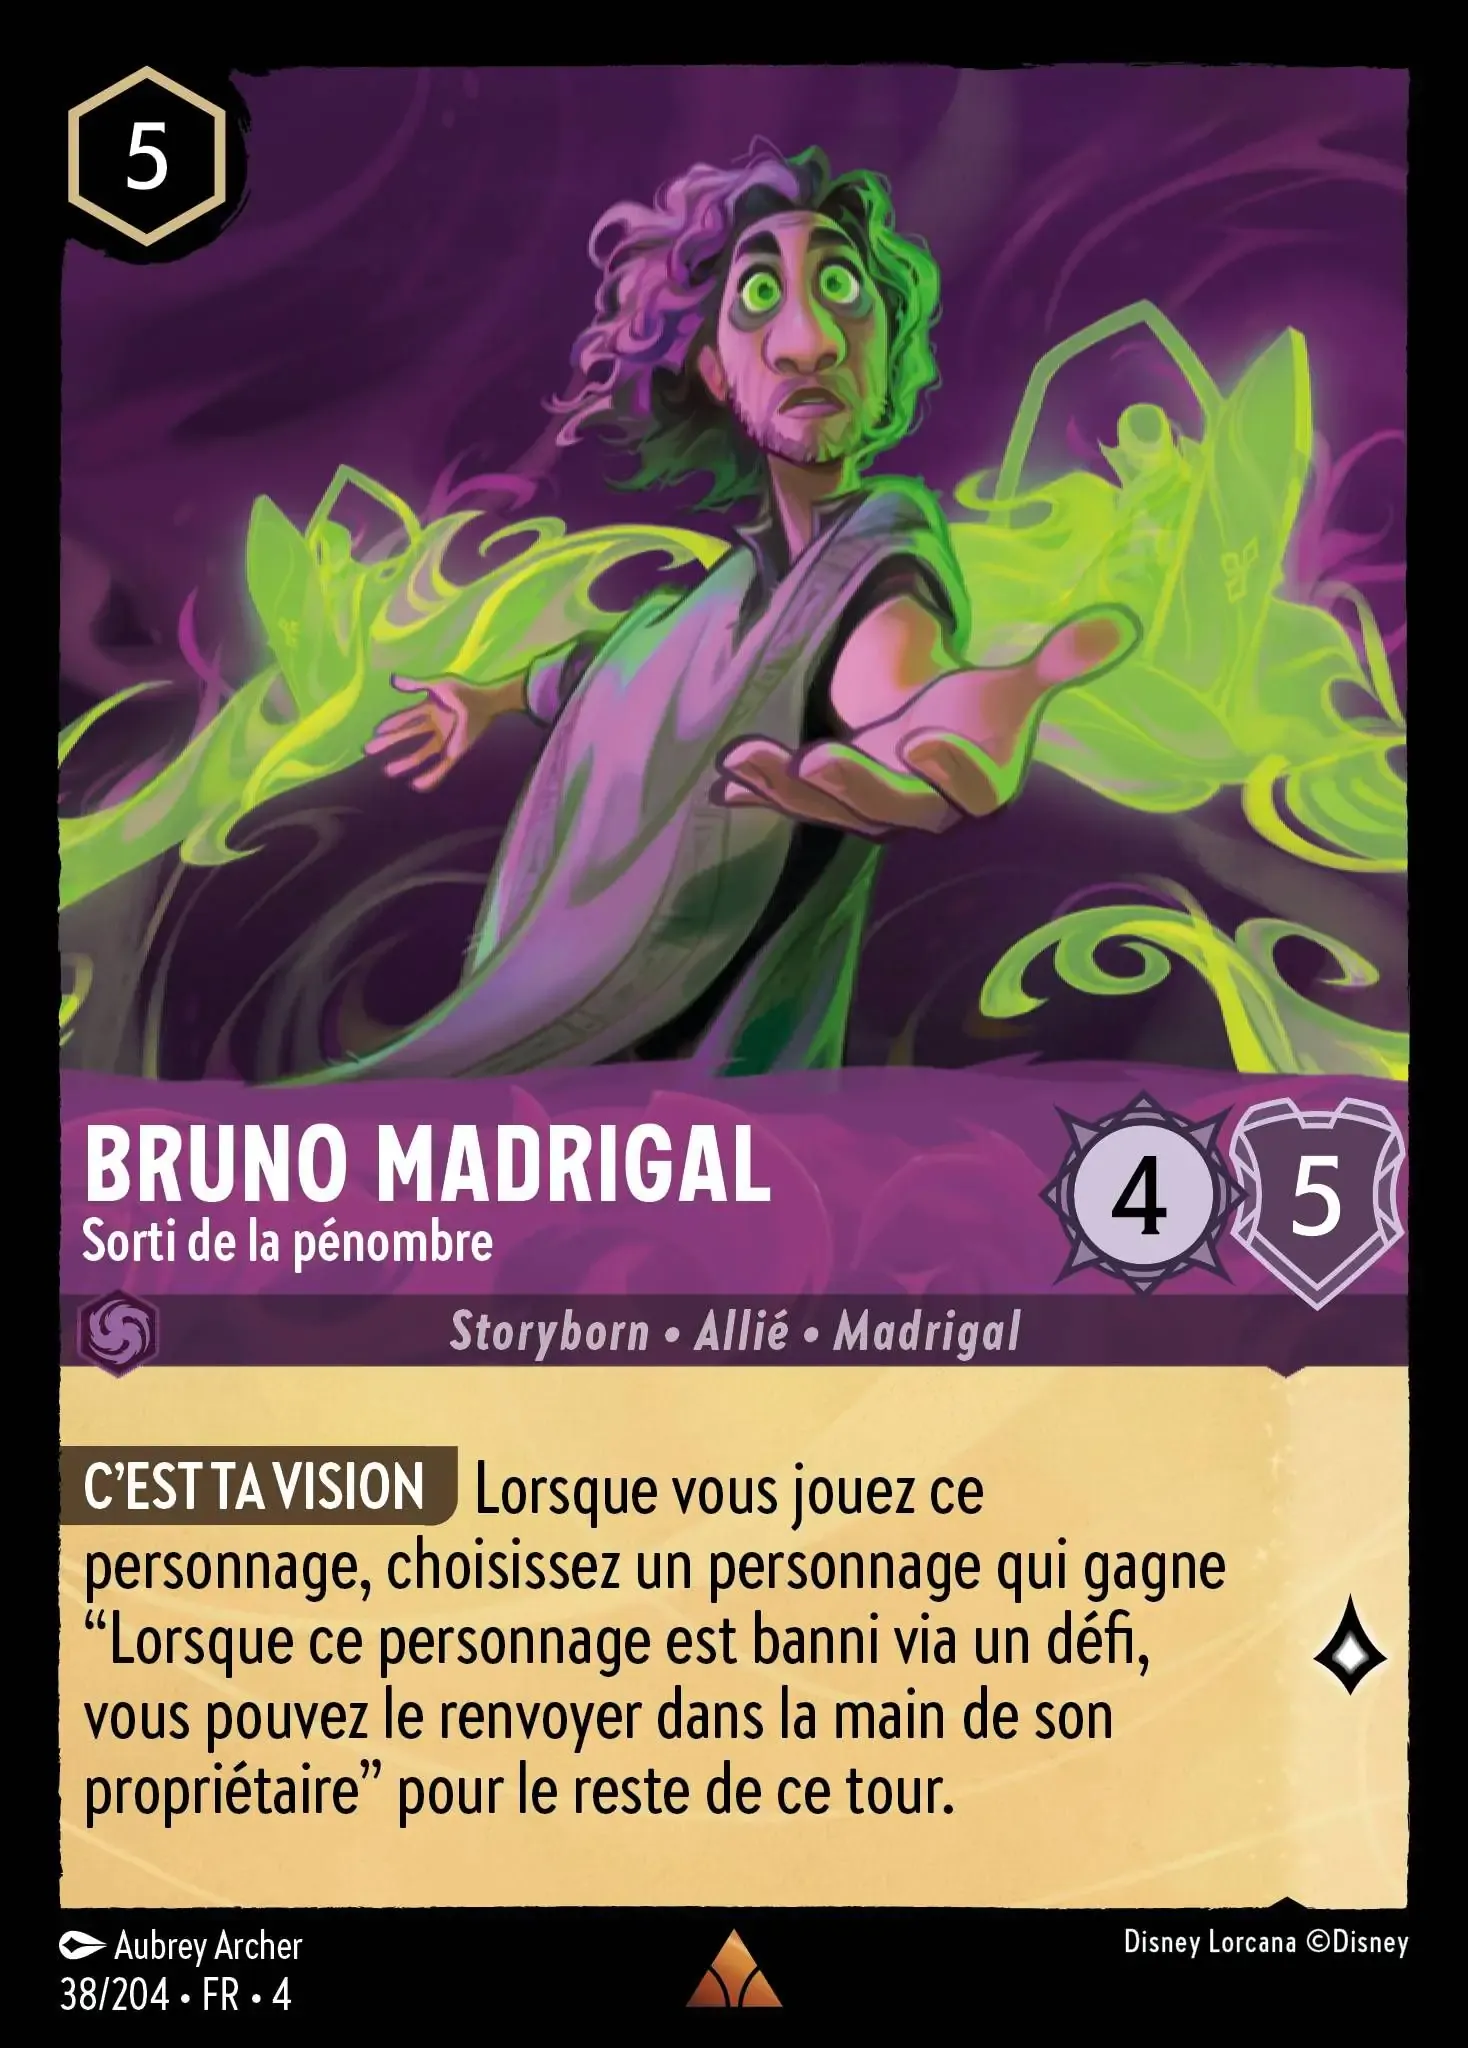 5
BRUNO MADRIGAL
Sorti de la pénombre
4
5
Storyborn • Allié • Madrigal
C'EST TA VISION Lorsque vous jouez ce
personnage, choisissez un personnage qui gagne
“Lorsque ce personnage est banni via un défi,
vous pouvez le renvoyer dans la main de son
propriétaire” pour le reste de ce tour.
Aubrey Archer
Disney Lorcana ©Disney
38/204 • FR • 4